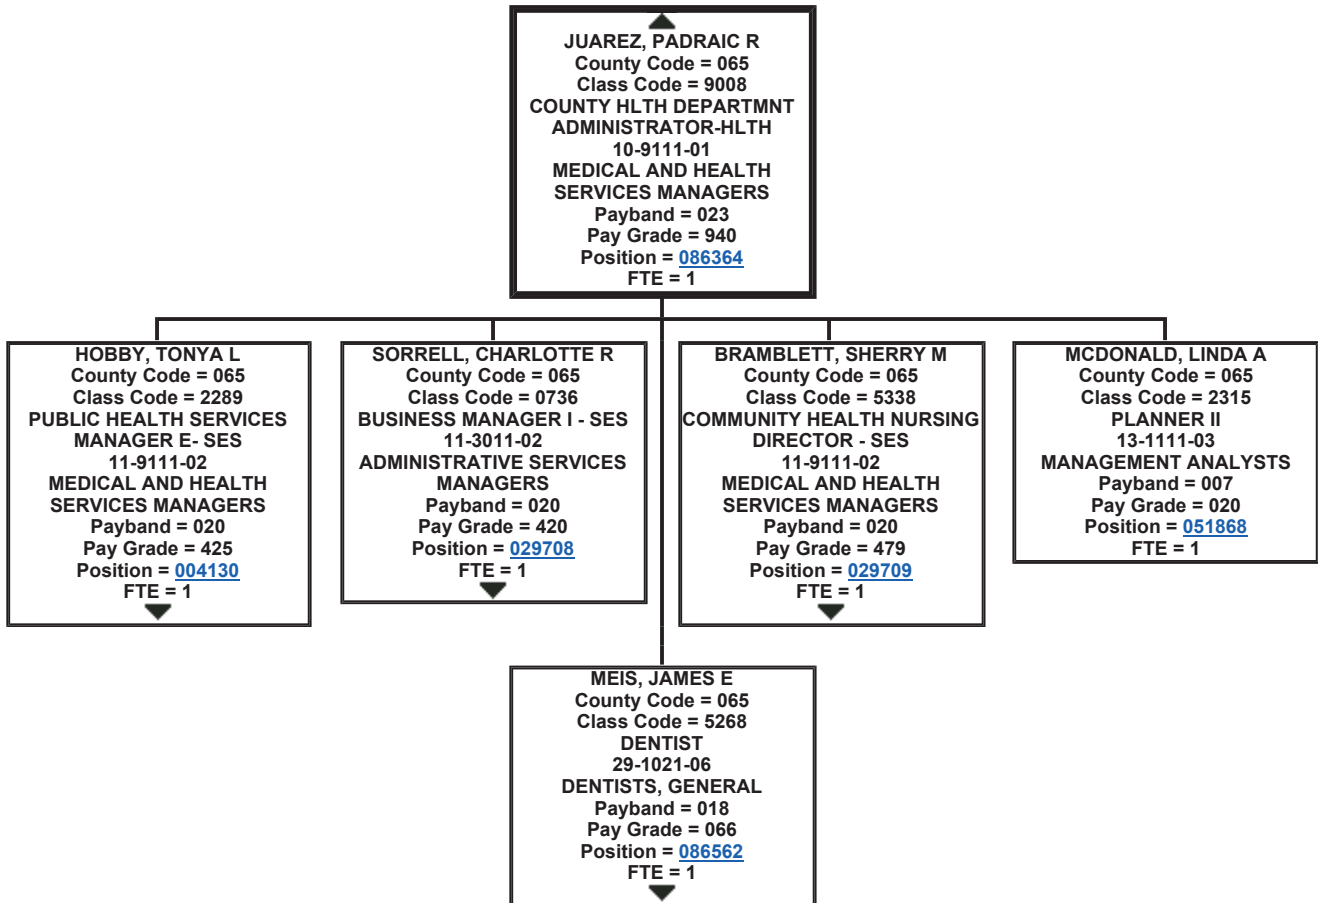 JUAREZ, PADRAIC R
County Code = 065
Class Code = 9008
COUNTY HLTH DEPARTMNT
ADMINISTRATOR-HLTH
10-9111-01
MEDICAL AND HEALTH
SERVICES MANAGERS
Payband = 023
Pay Grade = 940
Position = 086364
FTE = 1
HOBBY, TONYA L
County Code = 065
Class Code = 2289
PUBLIC HEALTH SERVICES
MANAGER E- SES
11-9111-02
MEDICAL AND HEALTH
SERVICES MANAGERS
Payband = 020
Pay Grade = 425
Position = 004130
FTE = 1
SORRELL, CHARLOTTE R
County Code = 065
Class Code = 0736
BUSINESS MANAGER I - SES
11-3011-02
ADMINISTRATIVE SERVICES
MANAGERS
Payband = 020
Pay Grade = 420
Position = 029708
FTE = 1
BRAMBLETT, SHERRY M
County Code = 065
Class Code = 5338
COMMUNITY HEALTH NURSING
DIRECTOR - SES
11-9111-02
MEDICAL AND HEALTH
SERVICES MANAGERS
Payband = 020
Pay Grade = 479
Position = 029709
FTE = 1
MCDONALD, LINDA A
County Code = 065
Class Code = 2315
PLANNER II
13-1111-03
MANAGEMENT ANALYSTS
Payband = 007
Pay Grade = 020
Position = 051868
FTE = 1
MEIS, JAMES E
County Code = 065
Class Code = 5268
DENTIST
29-1021-06
DENTISTS, GENERAL
Payband = 018
Pay Grade = 066
Position = 086562
FTE = 1